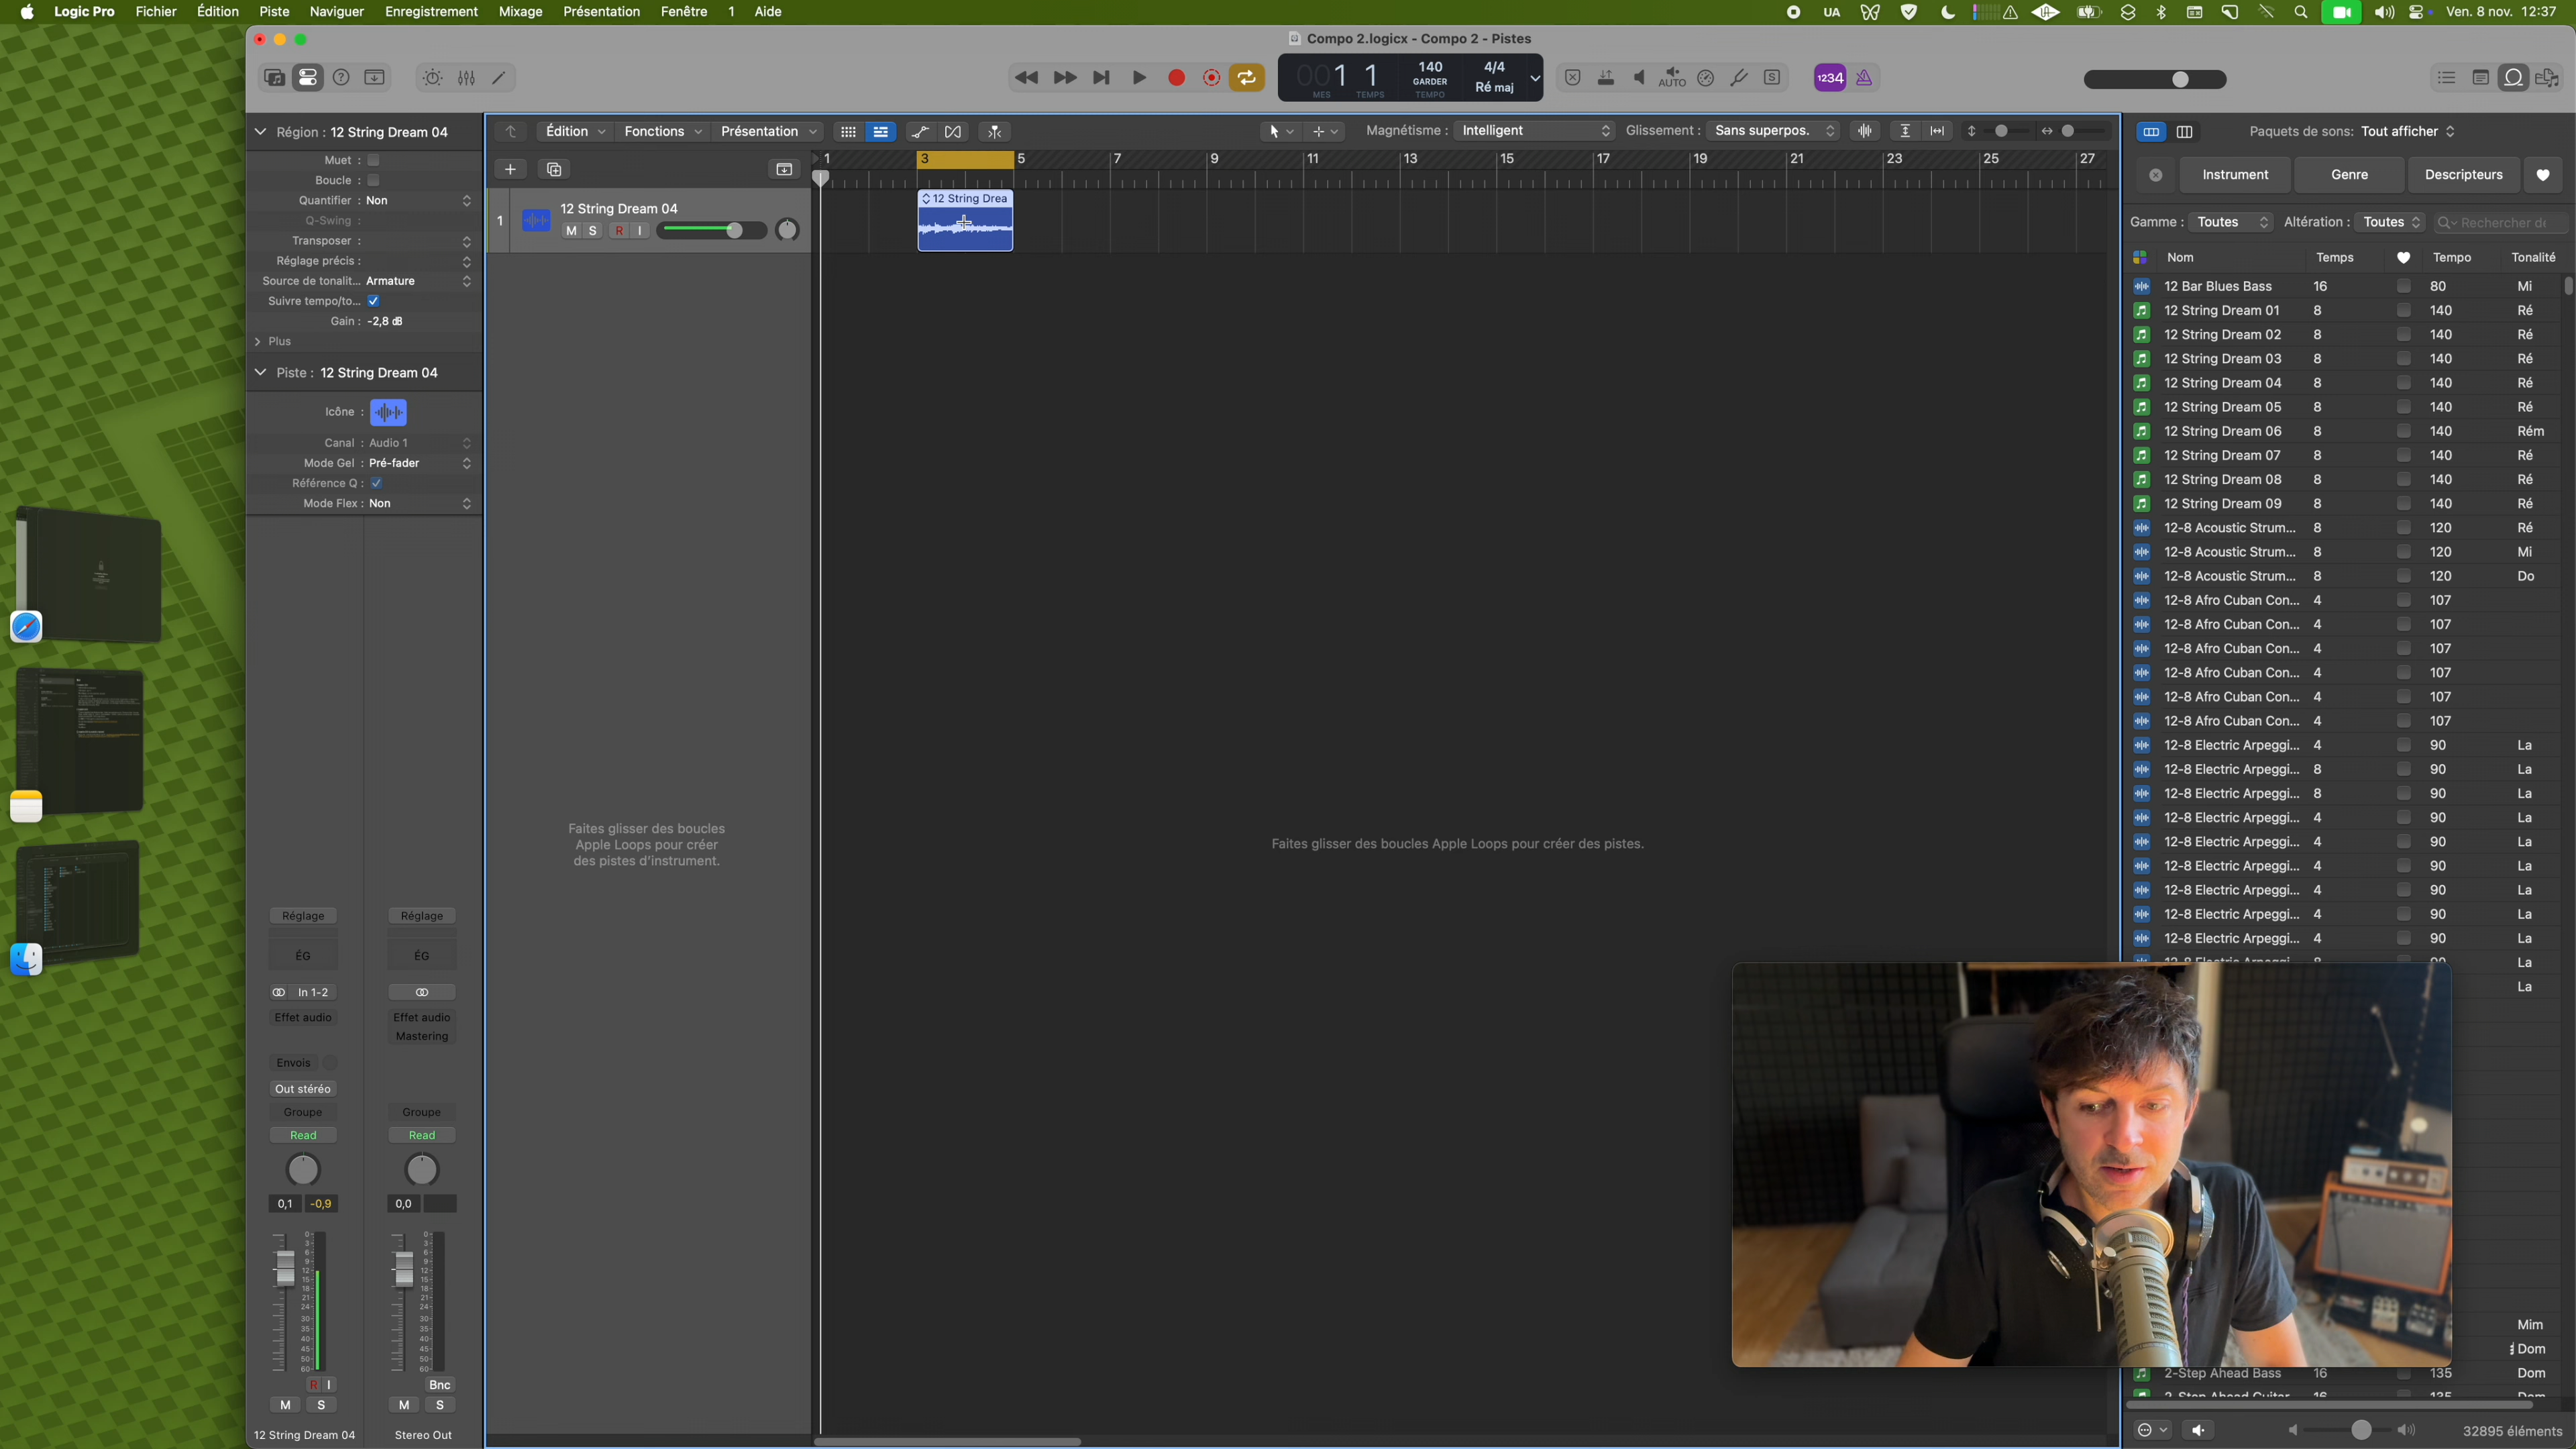 Logic Pro Fichier Édition Piste Naviguer Enregistrement Mixage Présentation Fenêtre 1 Aide
UA
Ven. 8 nov. 12:37
Compo 2.logicx - Compo 2 - Pistes
001 1
MES TEMPS
140
GARDER
TEMPO
4/4
Ré maj
AUTO
S
1234
Région : 12 String Dream 04
Muet :
Boucle :
Quantifier : Non
Q-Swing :
Transposer :
Réglage précis :
Source de tonalit... Armature
Suivre tempo/to...
Gain : -2,8 dB
Plus
Piste : 12 String Dream 04
Icône :
Canal : Audio 1
Mode Gel : Pré-fader
Référence Q :
Mode Flex : Non
Réglage Réglage
ÉG ÉG
In 1-2
Effet audio Effet audio
Mastering
Envois
Out stéréo
Groupe Groupe
Read Read
0,1 -0,9 0,0
R I Bnc
M S M S
12 String Dream 04 Stereo Out
Édition Fonctions Présentation
Magnétisme : Intelligent
Glissement : Sans superpos.
1 3 5 7 9 11 13 15 17 19 21 23 25 27
1 12 String Dream 04
M S R I
12 String Drea
Faites glisser des boucles
Apple Loops pour créer
des pistes d'instrument.
Faites glisser des boucles Apple Loops pour créer des pistes.
Paquets de sons: Tout afficher
Instrument Genre Descripteurs
Gamme : Toutes Altération : Toutes
Nom Temps Tempo Tonalité
12 Bar Blues Bass 16 80 Mi
12 String Dream 01 8 140 Ré
12 String Dream 02 8 140 Ré
12 String Dream 03 8 140 Ré
12 String Dream 04 8 140 Ré
12 String Dream 05 8 140 Ré
12 String Dream 06 8 140 Rém
12 String Dream 07 8 140 Ré
12 String Dream 08 8 140 Ré
12 String Dream 09 8 140 Ré
12-8 Acoustic Strum... 8 120 Ré
12-8 Acoustic Strum... 8 120 Mi
12-8 Acoustic Strum... 8 120 Do
12-8 Afro Cuban Con... 4 107
12-8 Afro Cuban Con... 4 107
12-8 Afro Cuban Con... 4 107
12-8 Afro Cuban Con... 4 107
12-8 Afro Cuban Con... 4 107
12-8 Afro Cuban Con... 4 107
12-8 Electric Arpeggi... 4 90 La
12-8 Electric Arpeggi... 8 90 La
12-8 Electric Arpeggi... 8 90 La
12-8 Electric Arpeggi... 4 90 La
12-8 Electric Arpeggi... 4 90 La
12-8 Electric Arpeggi... 4 90 La
12-8 Electric Arpeggi... 4 90 La
12-8 Electric Arpeggi... 4 90 La
12-8 Electric Arpeggi... 4 90 La
La
La
Mim
Dom
2-Step Ahead Bass 16 135 Dom
32895 éléments